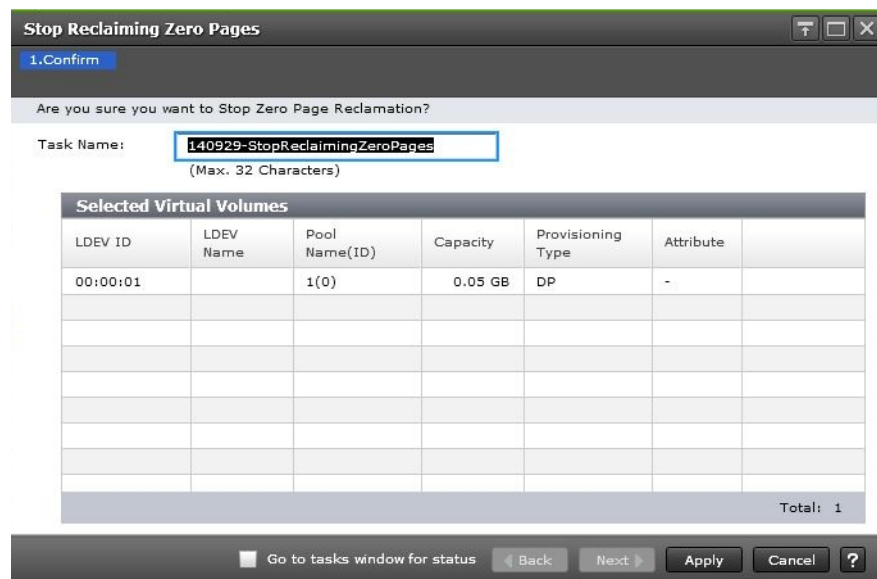 Stop Reclaiming Zero Pages
1.Confirm
Are you sure you want to Stop Zero Page Reclamation?
Task Name: 140929-StopReclaimingZeroPages
(Max. 32 Characters)
Selected Virtual Volumes
LDEV ID LDEV Name Pool Name(ID) Capacity Provisioning Type Attribute
00:00:01 1(0) 0.05 GB DP -
Total: 1
Go to tasks window for status Back Next Apply Cancel ?